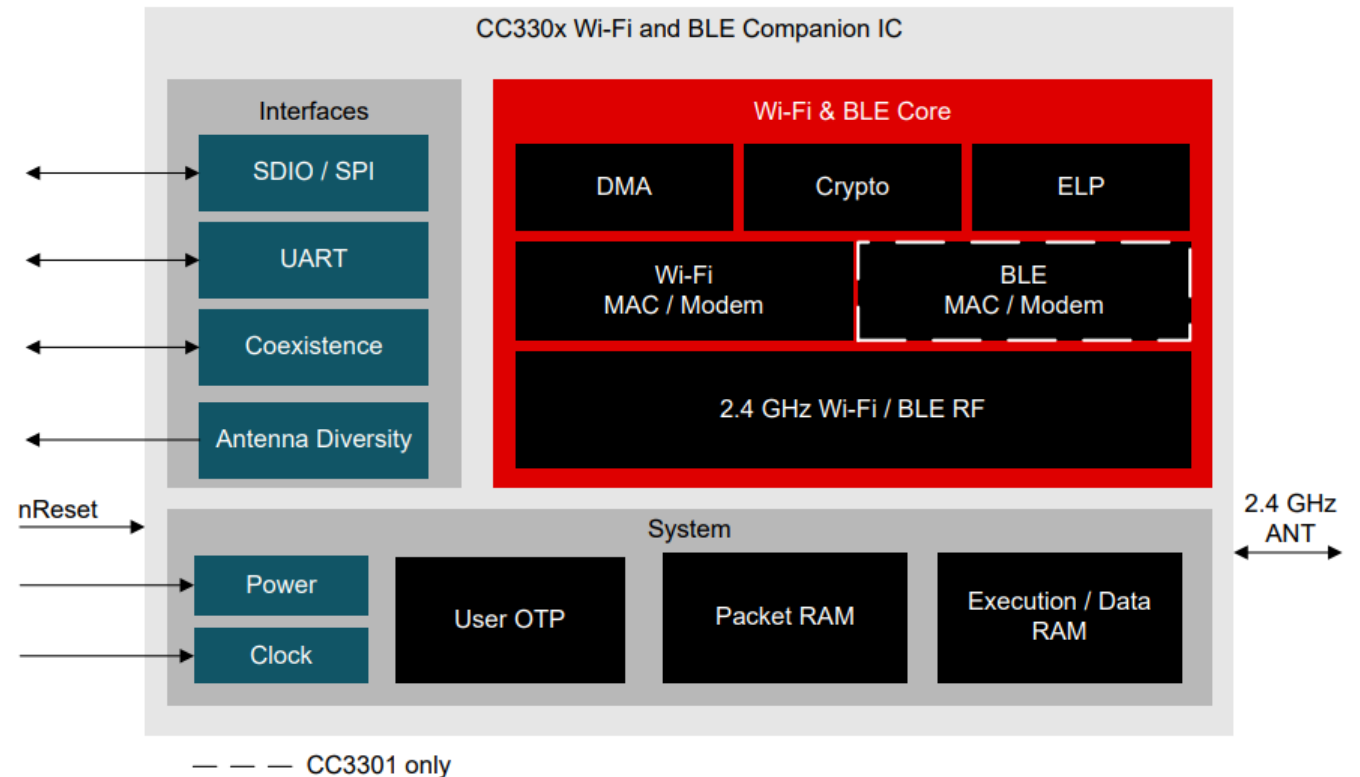 CC330x Wi-Fi and BLE Companion IC
Interfaces
SDIO / SPI
UART
Coexistence
Antenna Diversity
Wi-Fi & BLE Core
DMA
Crypto
ELP
Wi-Fi
MAC / Modem
BLE
MAC / Modem
2.4 GHz Wi-Fi / BLE RF
nReset
2.4 GHz
ANT
System
Power
Clock
User OTP
Packet RAM
Execution / Data
RAM
CC3301 only